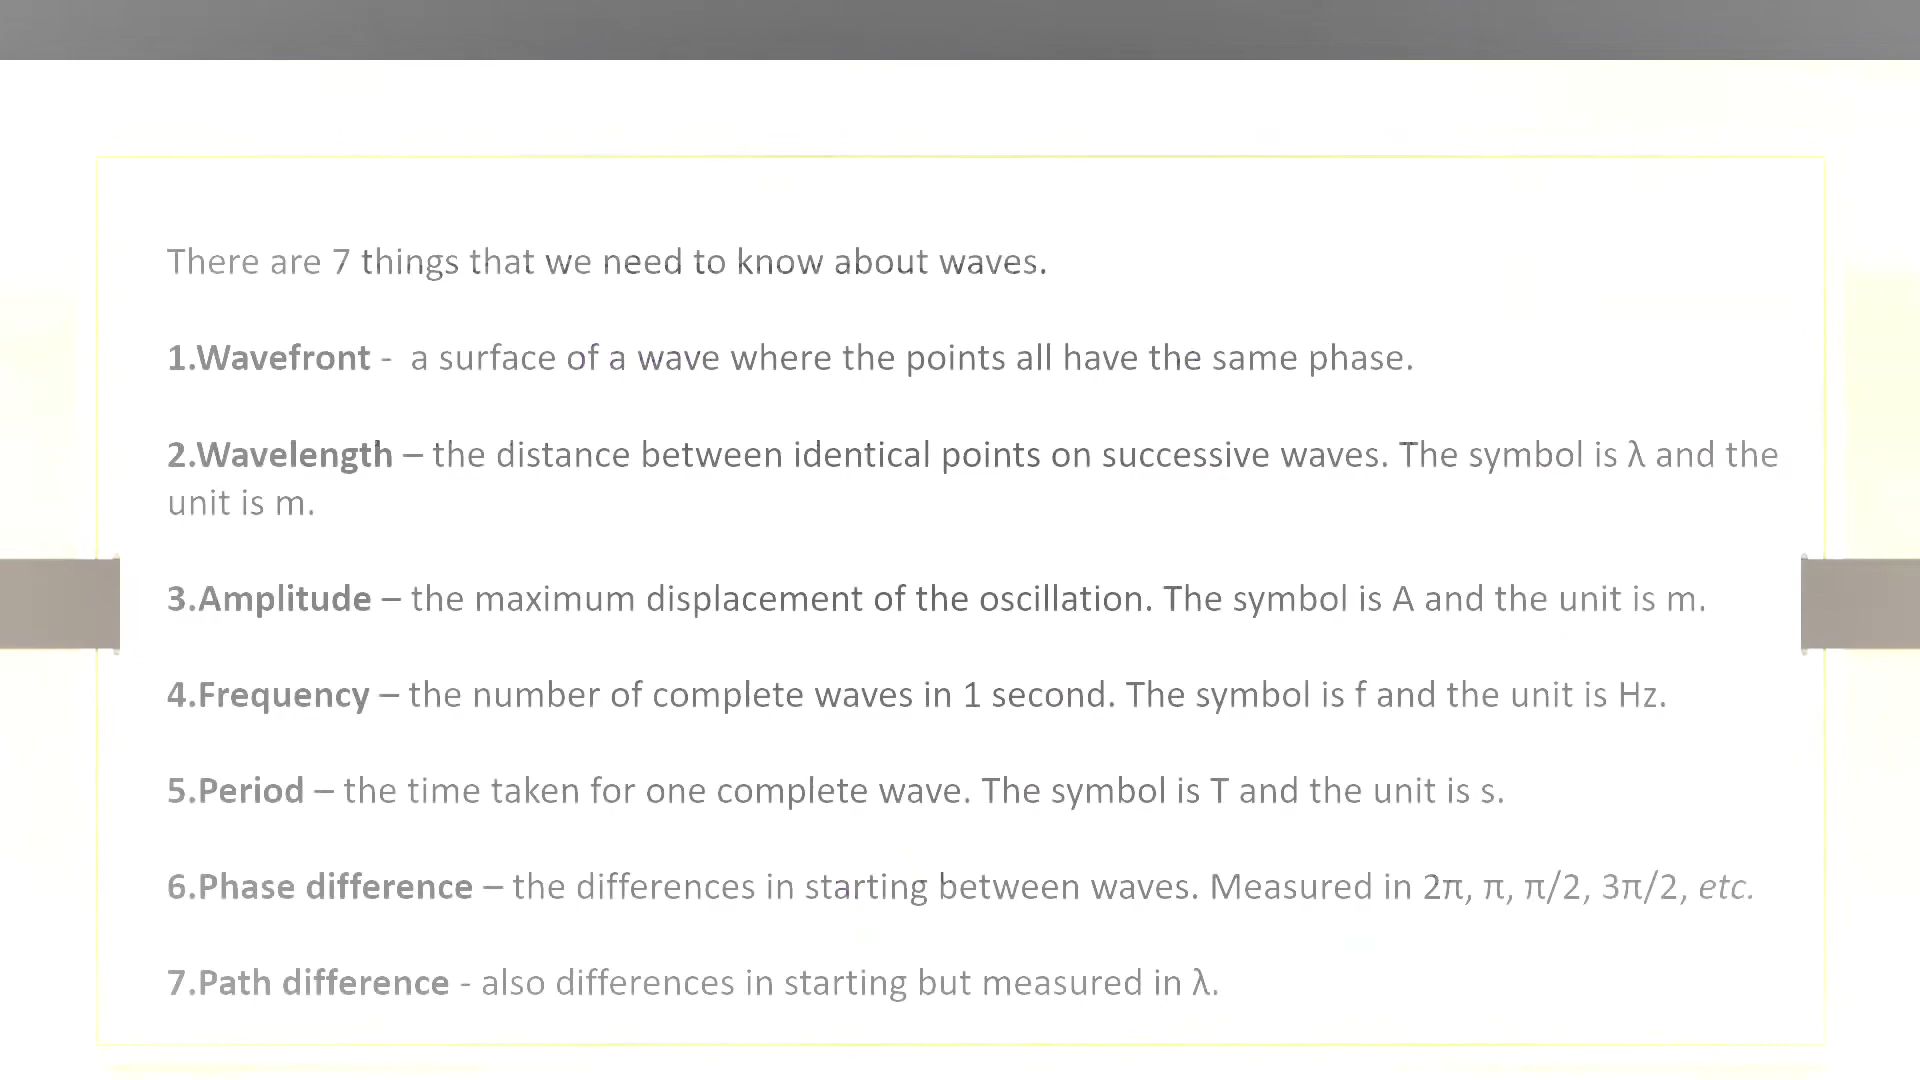 There are 7 things that we need to know about waves.
1.Wavefront -  a surface of a wave where the points all have the same phase.
2.Wavelength – the distance between identical points on successive waves. The symbol is λ and the
unit is m.
3.Amplitude – the maximum displacement of the oscillation. The symbol is A and the unit is m.
4.Frequency – the number of complete waves in 1 second. The symbol is f and the unit is Hz.
5.Period – the time taken for one complete wave. The symbol is T and the unit is s.
6.Phase difference – the differences in starting between waves. Measured in 2π, π, π/2, 3π/2, etc.
7.Path difference - also differences in starting but measured in λ.